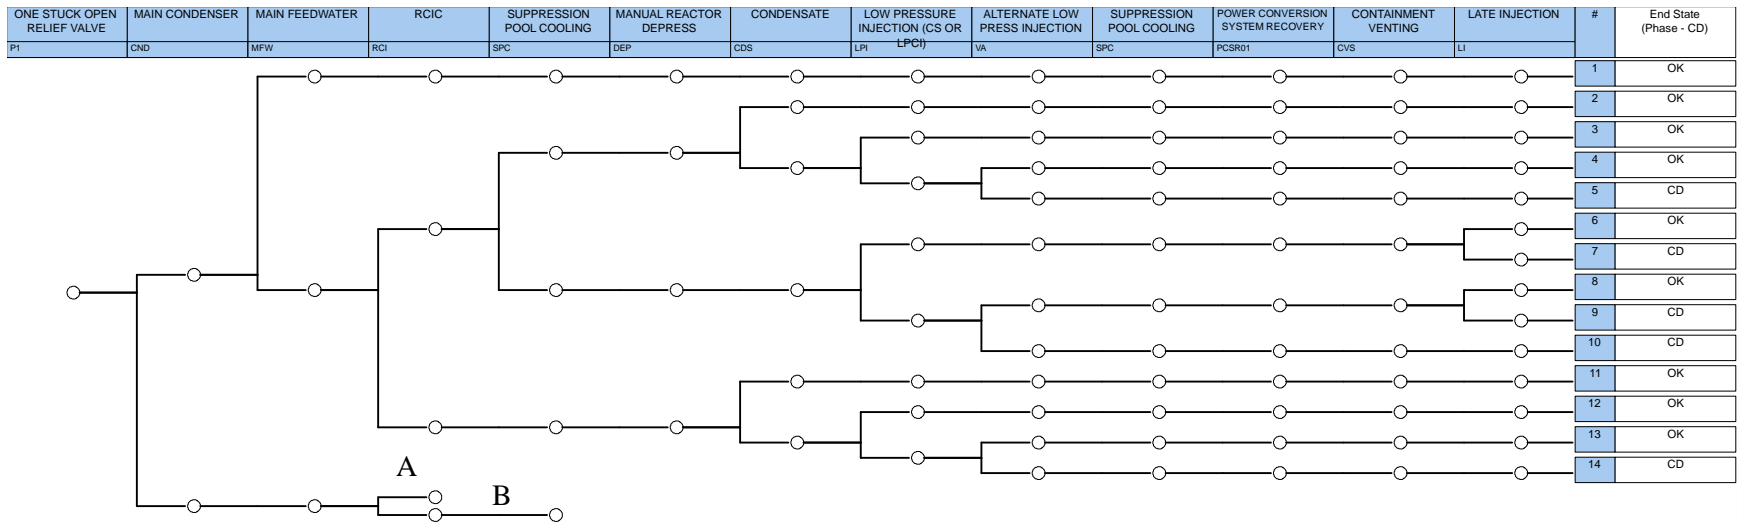 ONE STUCK OPEN RELIEF VALVE
P1
MAIN CONDENSER
CND
MAIN FEEDWATER
MFW
RCIC
RCI
SUPPRESSION POOL COOLING
SPC
MANUAL REACTOR DEPRESS
DEP
CONDENSATE
CDS
LOW PRESSURE INJECTION (CS OR LPCI)
LPI
ALTERNATE LOW PRESS INJECTION
VA
SUPPRESSION POOL COOLING
SPC
POWER CONVERSION SYSTEM RECOVERY
PCSR01
CONTAINMENT VENTING
CVS
LATE INJECTION
LI
#
End State (Phase - CD)
1 OK
2 OK
3 OK
4 OK
5 CD
6 OK
7 CD
8 OK
9 CD
10 CD
11 OK
12 OK
13 OK
14 CD
A
B